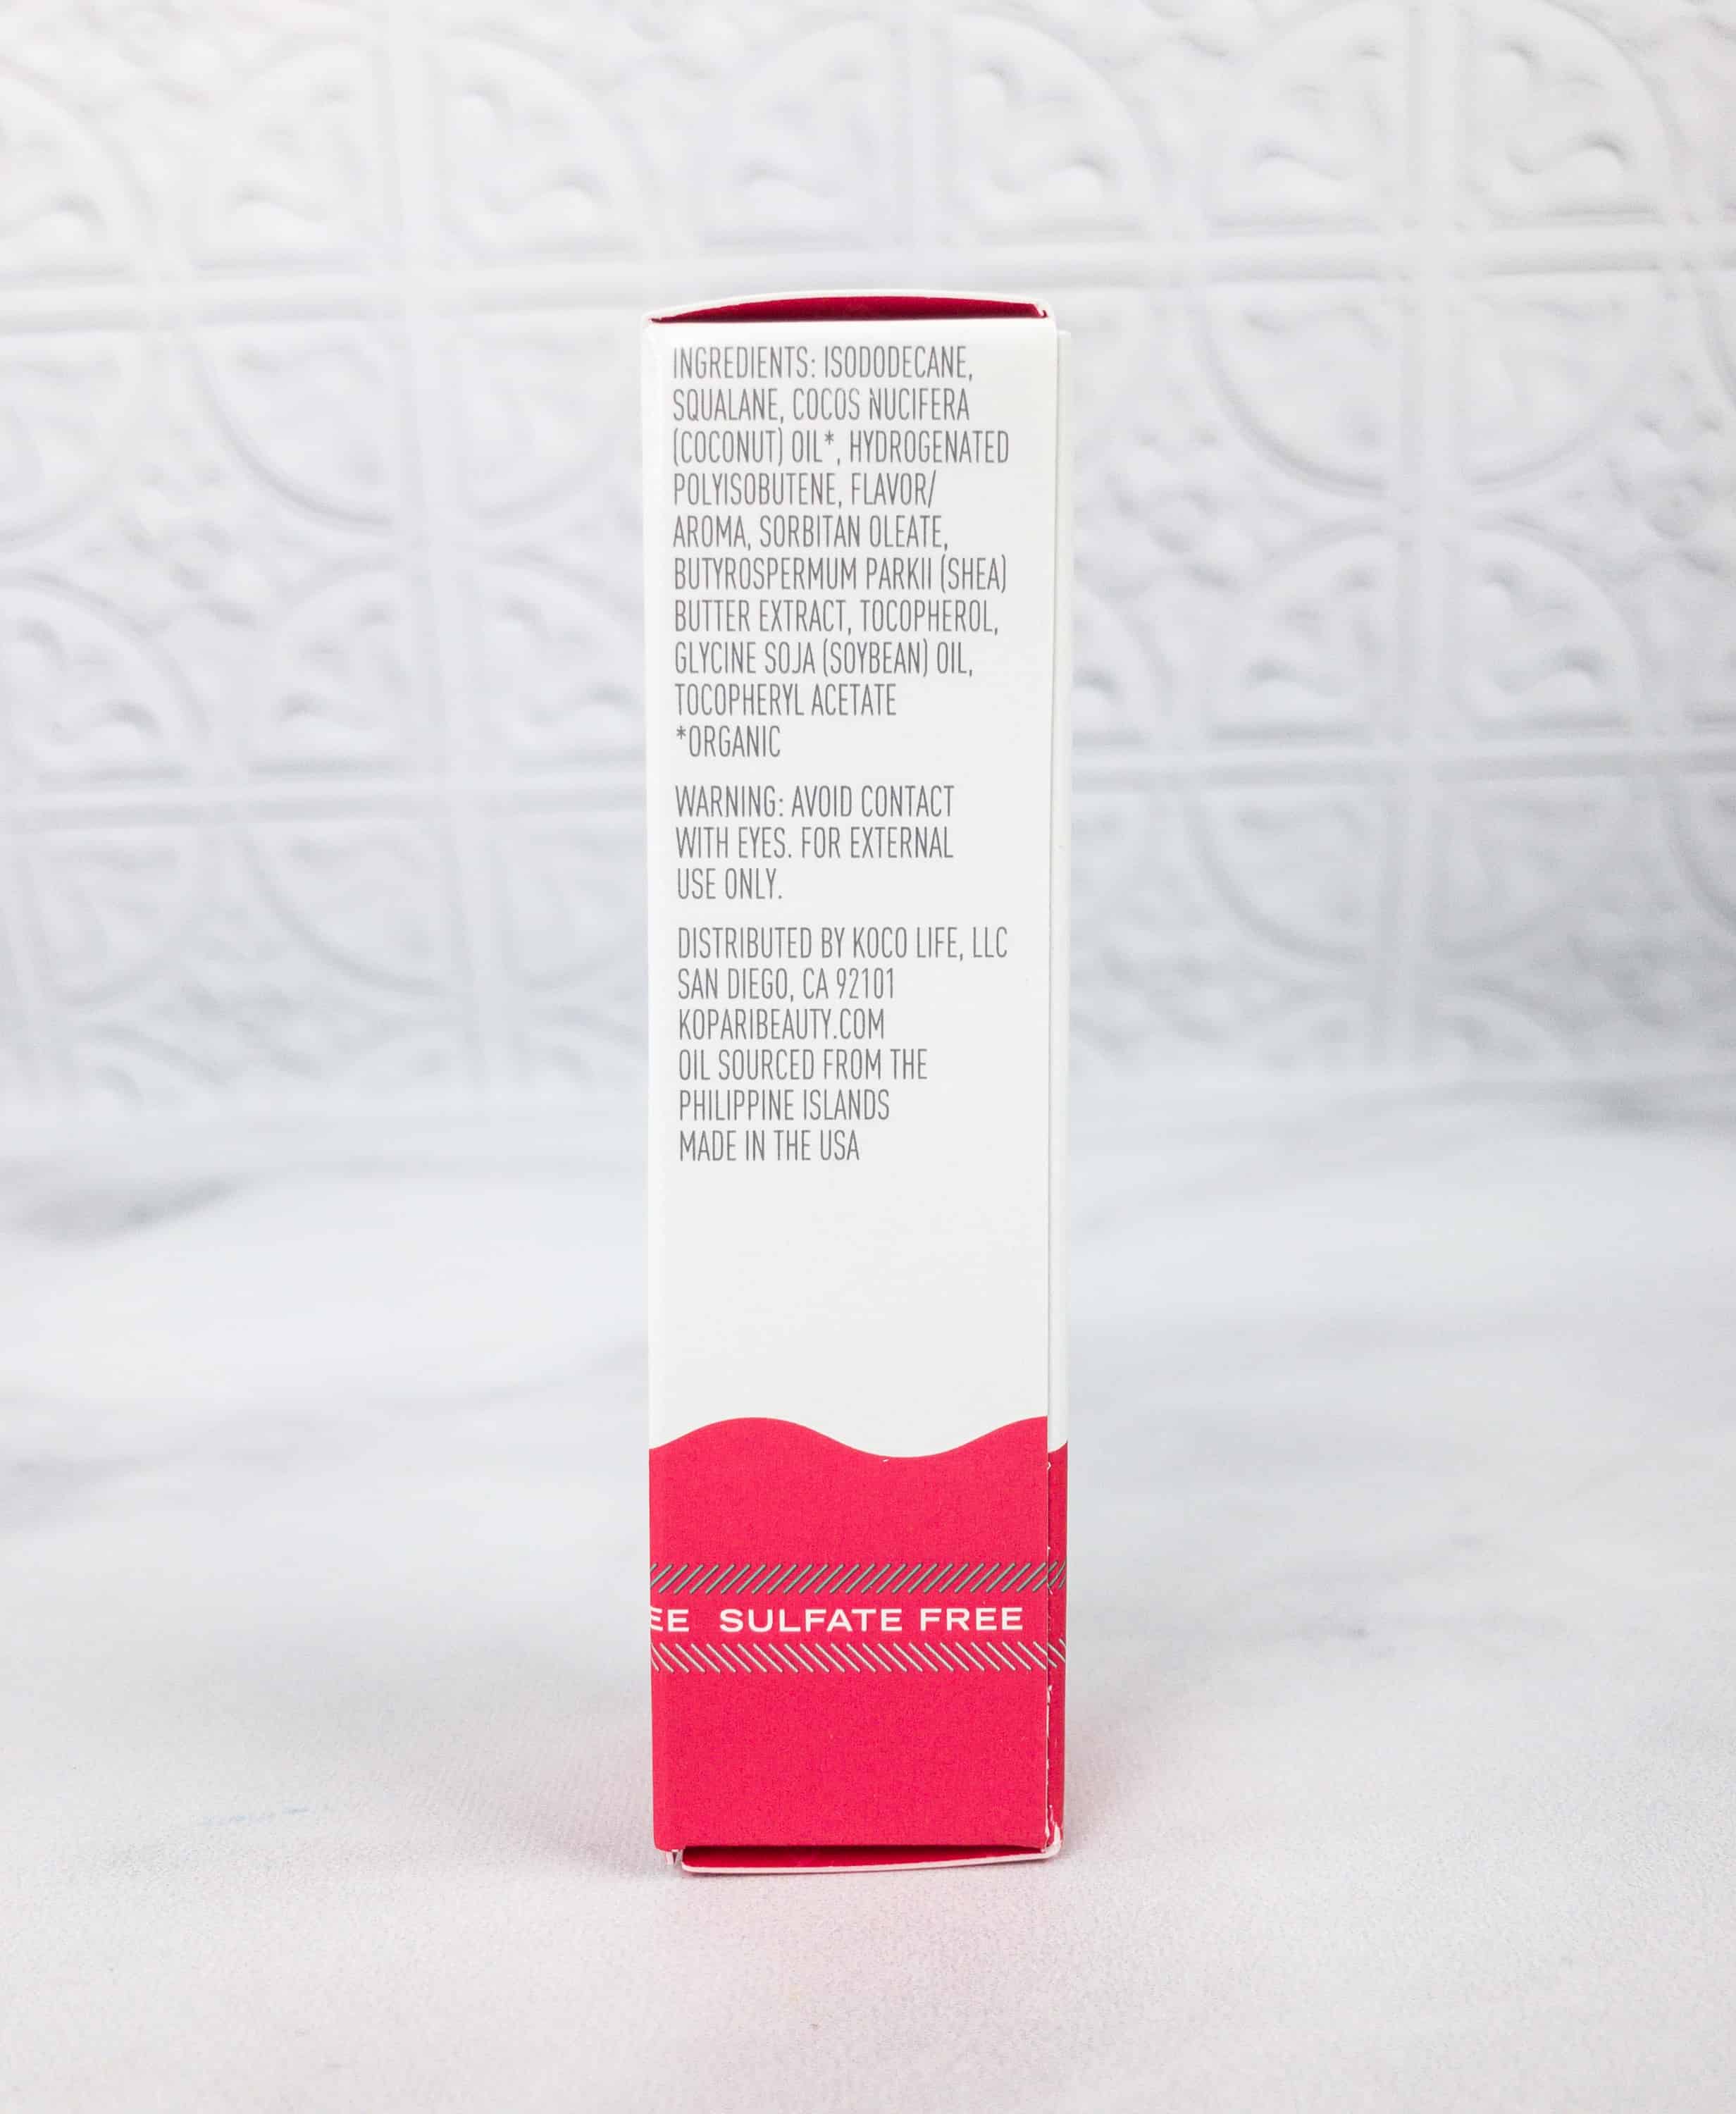 INGREDIENTS: ISODODECANE,
SQUALANE, COCOS NUCIFERA
(COCONUT) OIL*, HYDROGENATED
POLYISOBUTENE, FLAVOR/
AROMA, SORBITAN OLEATE,
BUTYROSPERMUM PARKII (SHEA)
BUTTER EXTRACT, TOCOPHEROL,
GLYCINE SOJA (SOYBEAN) OIL,
TOCOPHERYL ACETATE
*ORGANIC
WARNING: AVOID CONTACT
WITH EYES. FOR EXTERNAL
USE ONLY.
DISTRIBUTED BY KOCO LIFE, LLC
SAN DIEGO, CA 92101
KOPARIBEAUTY.COM
OIL SOURCED FROM THE
PHILIPPINE ISLANDS
MADE IN THE USA
EE SULFATE FREE